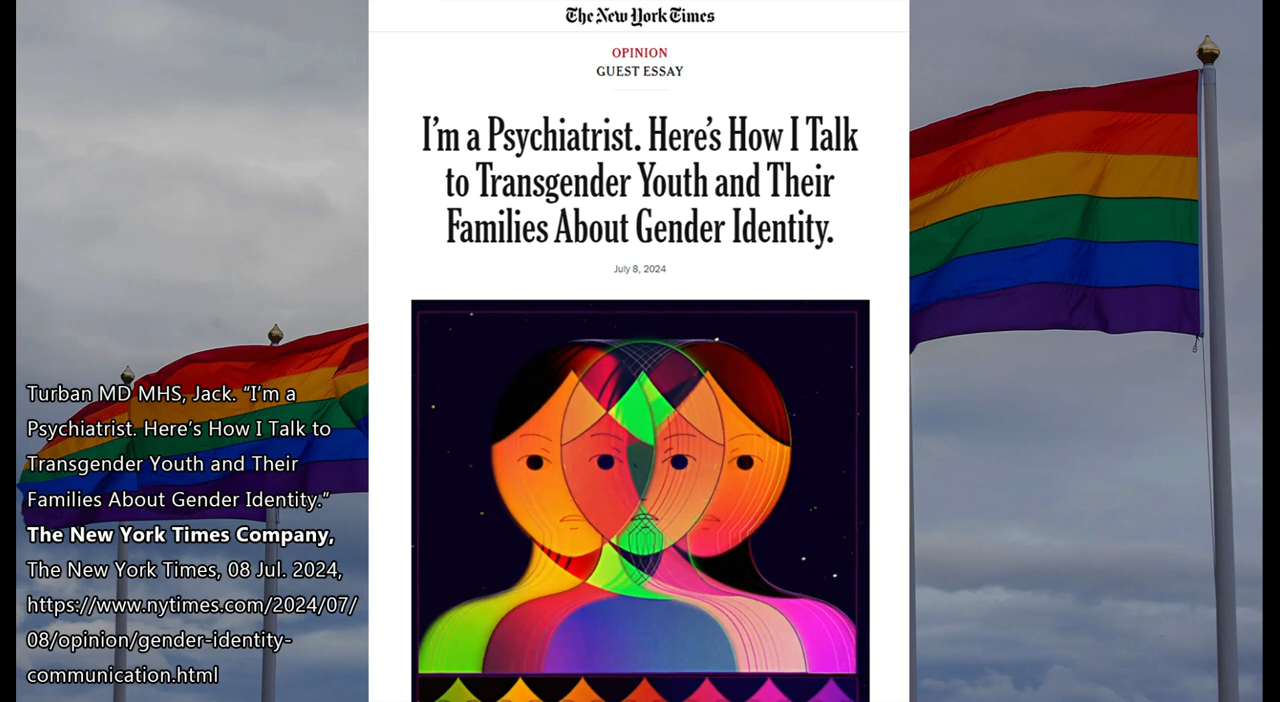 The New York Times
OPINION
GUEST ESSAY
I’m a Psychiatrist. Here’s How I Talk
to Transgender Youth and Their
Families About Gender Identity.
July 8, 2024
Turban MD MHS, Jack. “I’m a
Psychiatrist. Here’s How I Talk to
Transgender Youth and Their
Families About Gender Identity.”
The New York Times Company,
The New York Times, 08 Jul. 2024,
https://www.nytimes.com/2024/07/
08/opinion/gender-identity-
communication.html